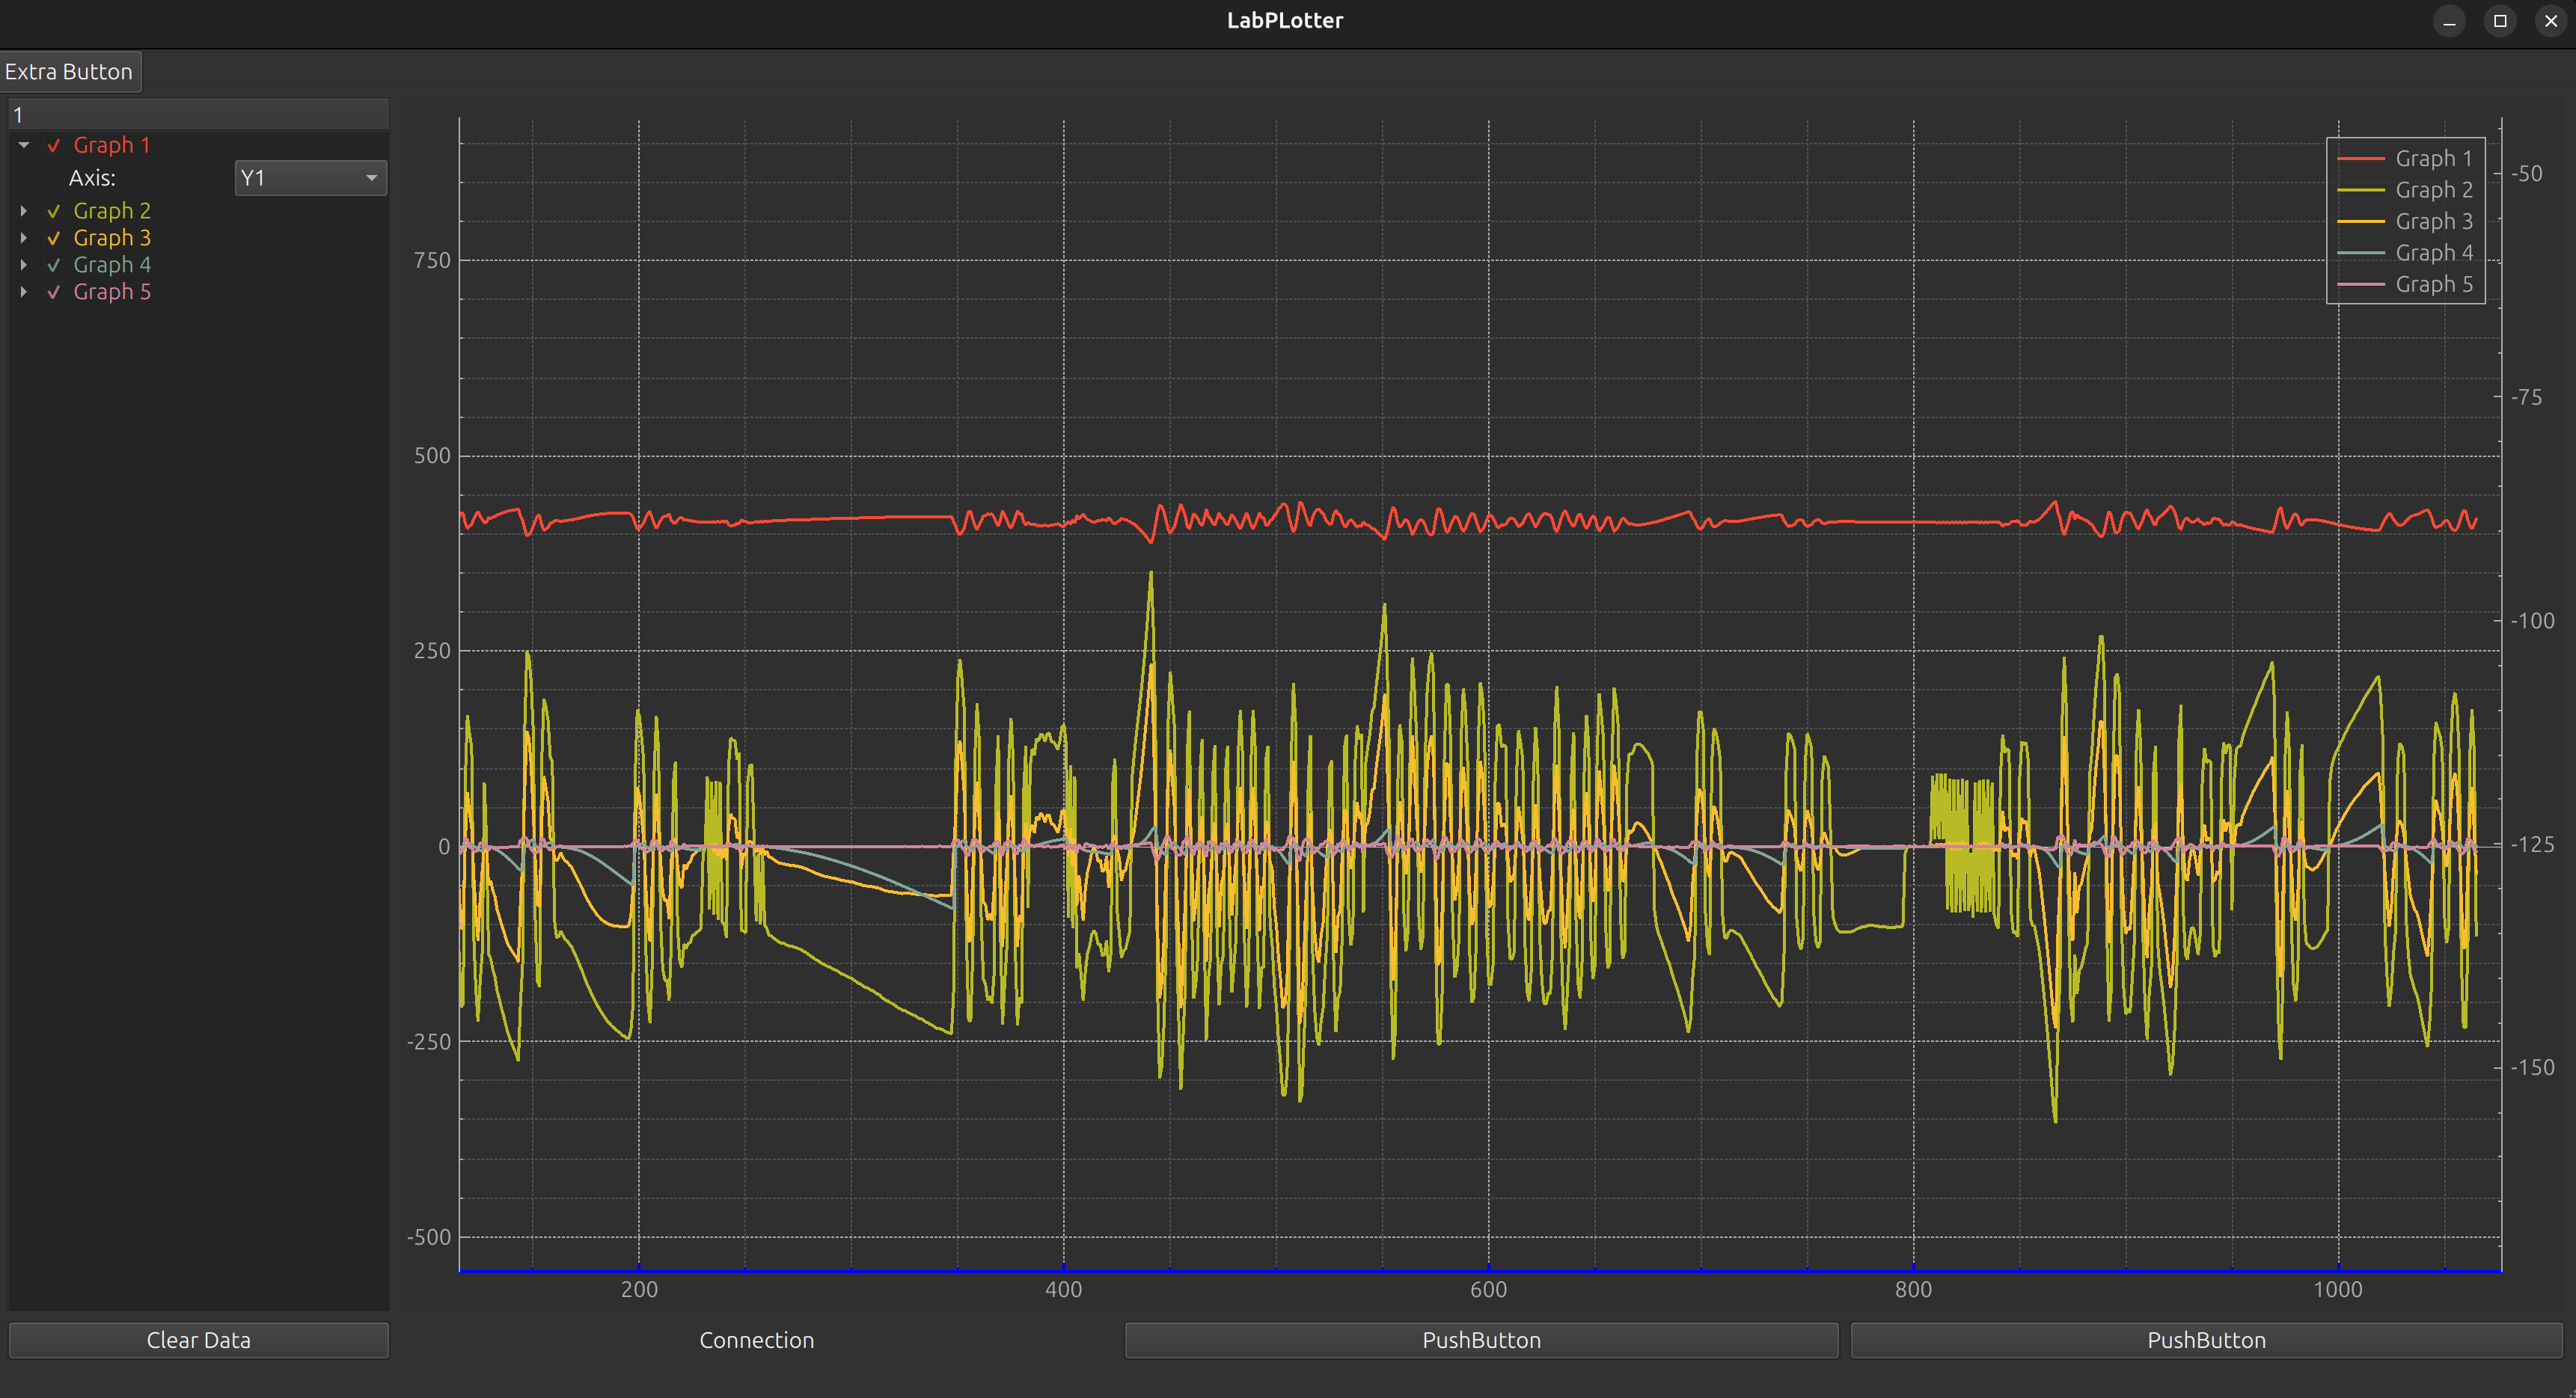 LabPLotter
Extra Button
1
Graph 1
Axis: Y1
Graph 2
Graph 3
Graph 4
Graph 5
750
500
250
0
-250
-500
200 400 600 800 1000
-50
-75
-100
-125
-150
Graph 1
Graph 2
Graph 3
Graph 4
Graph 5
Clear Data Connection PushButton PushButton